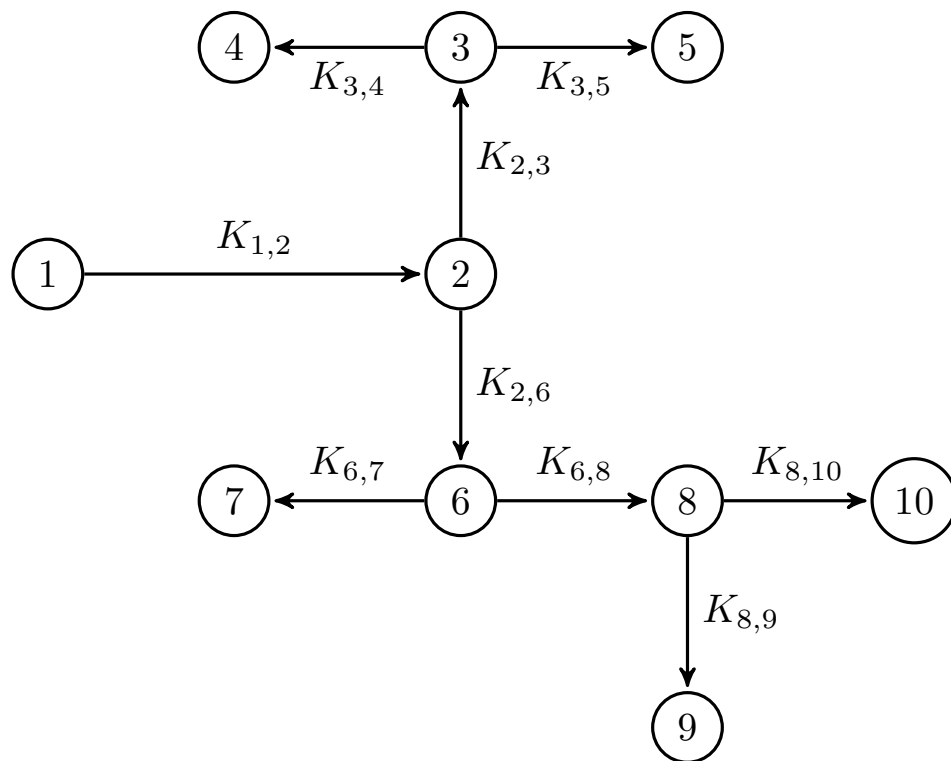 4 3 5
K_{3,4} K_{3,5}
K_{2,3}
K_{1,2}
1 2
K_{2,6}
K_{6,7} K_{6,8} K_{8,10}
7 6 8 10
K_{8,9}
9